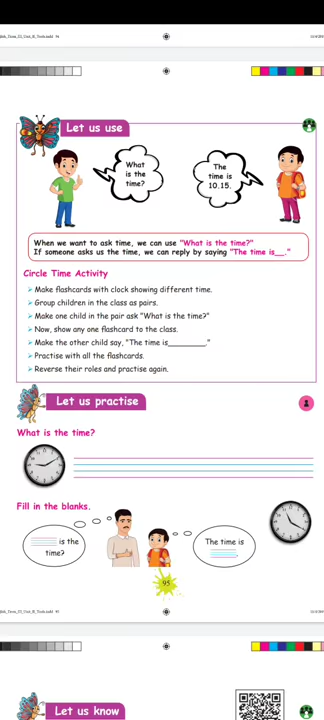 Let us use
What
is the
time?
The
time is
10.15.
When we want to ask time, we can use "What is the time?"
If someone asks us the time, we can reply by saying "The time is__."
Circle Time Activity
➢ Make flashcards with clock showing different time.
➢ Group children in the class as pairs.
➢ Make one child in the pair ask "What is the time?"
➢ Now, show any one flashcard to the class.
➢ Make the other child say, "The time is________."
➢ Practise with all the flashcards.
➢ Reverse their roles and practise again.
Let us practise
What is the time?
Fill in the blanks.
is the
time?
The time is
.
95
Let us know